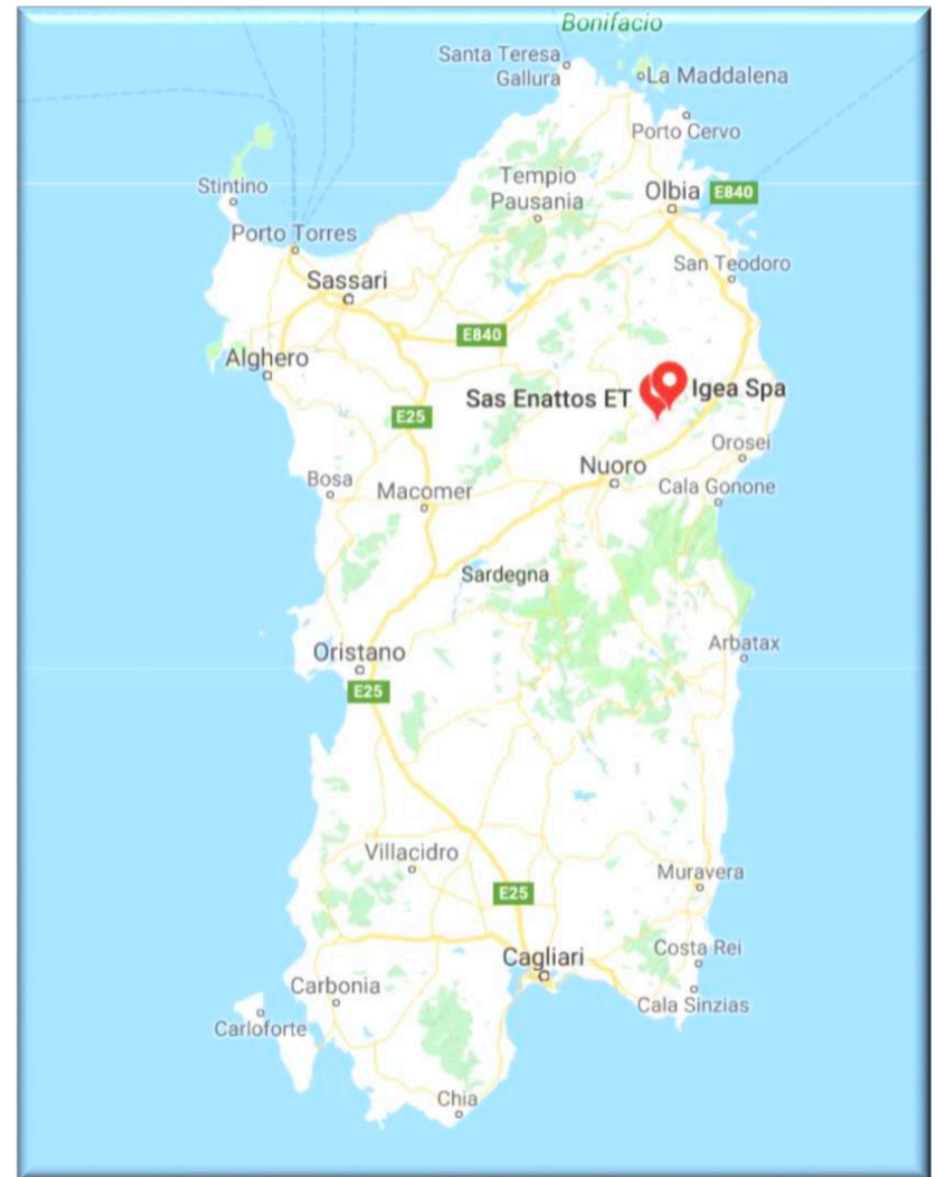 Bonifacio
Santa Teresa
Gallura
La Maddalena
Porto Cervo
Tempio
Pausania
Stintino
Olbia
E840
Porto Torres
San Teodoro
Sassari
E840
Alghero
Sas Enattos ET
Igea Spa
E25
Orosei
Nuoro
Bosa
Macomer
Cala Gonone
Sardegna
Arbatax
Oristano
E25
Villacidro
Muravera
E25
Costa Rei
Cagliari
Carbonia
Cala Sinzias
Carloforte
Chia